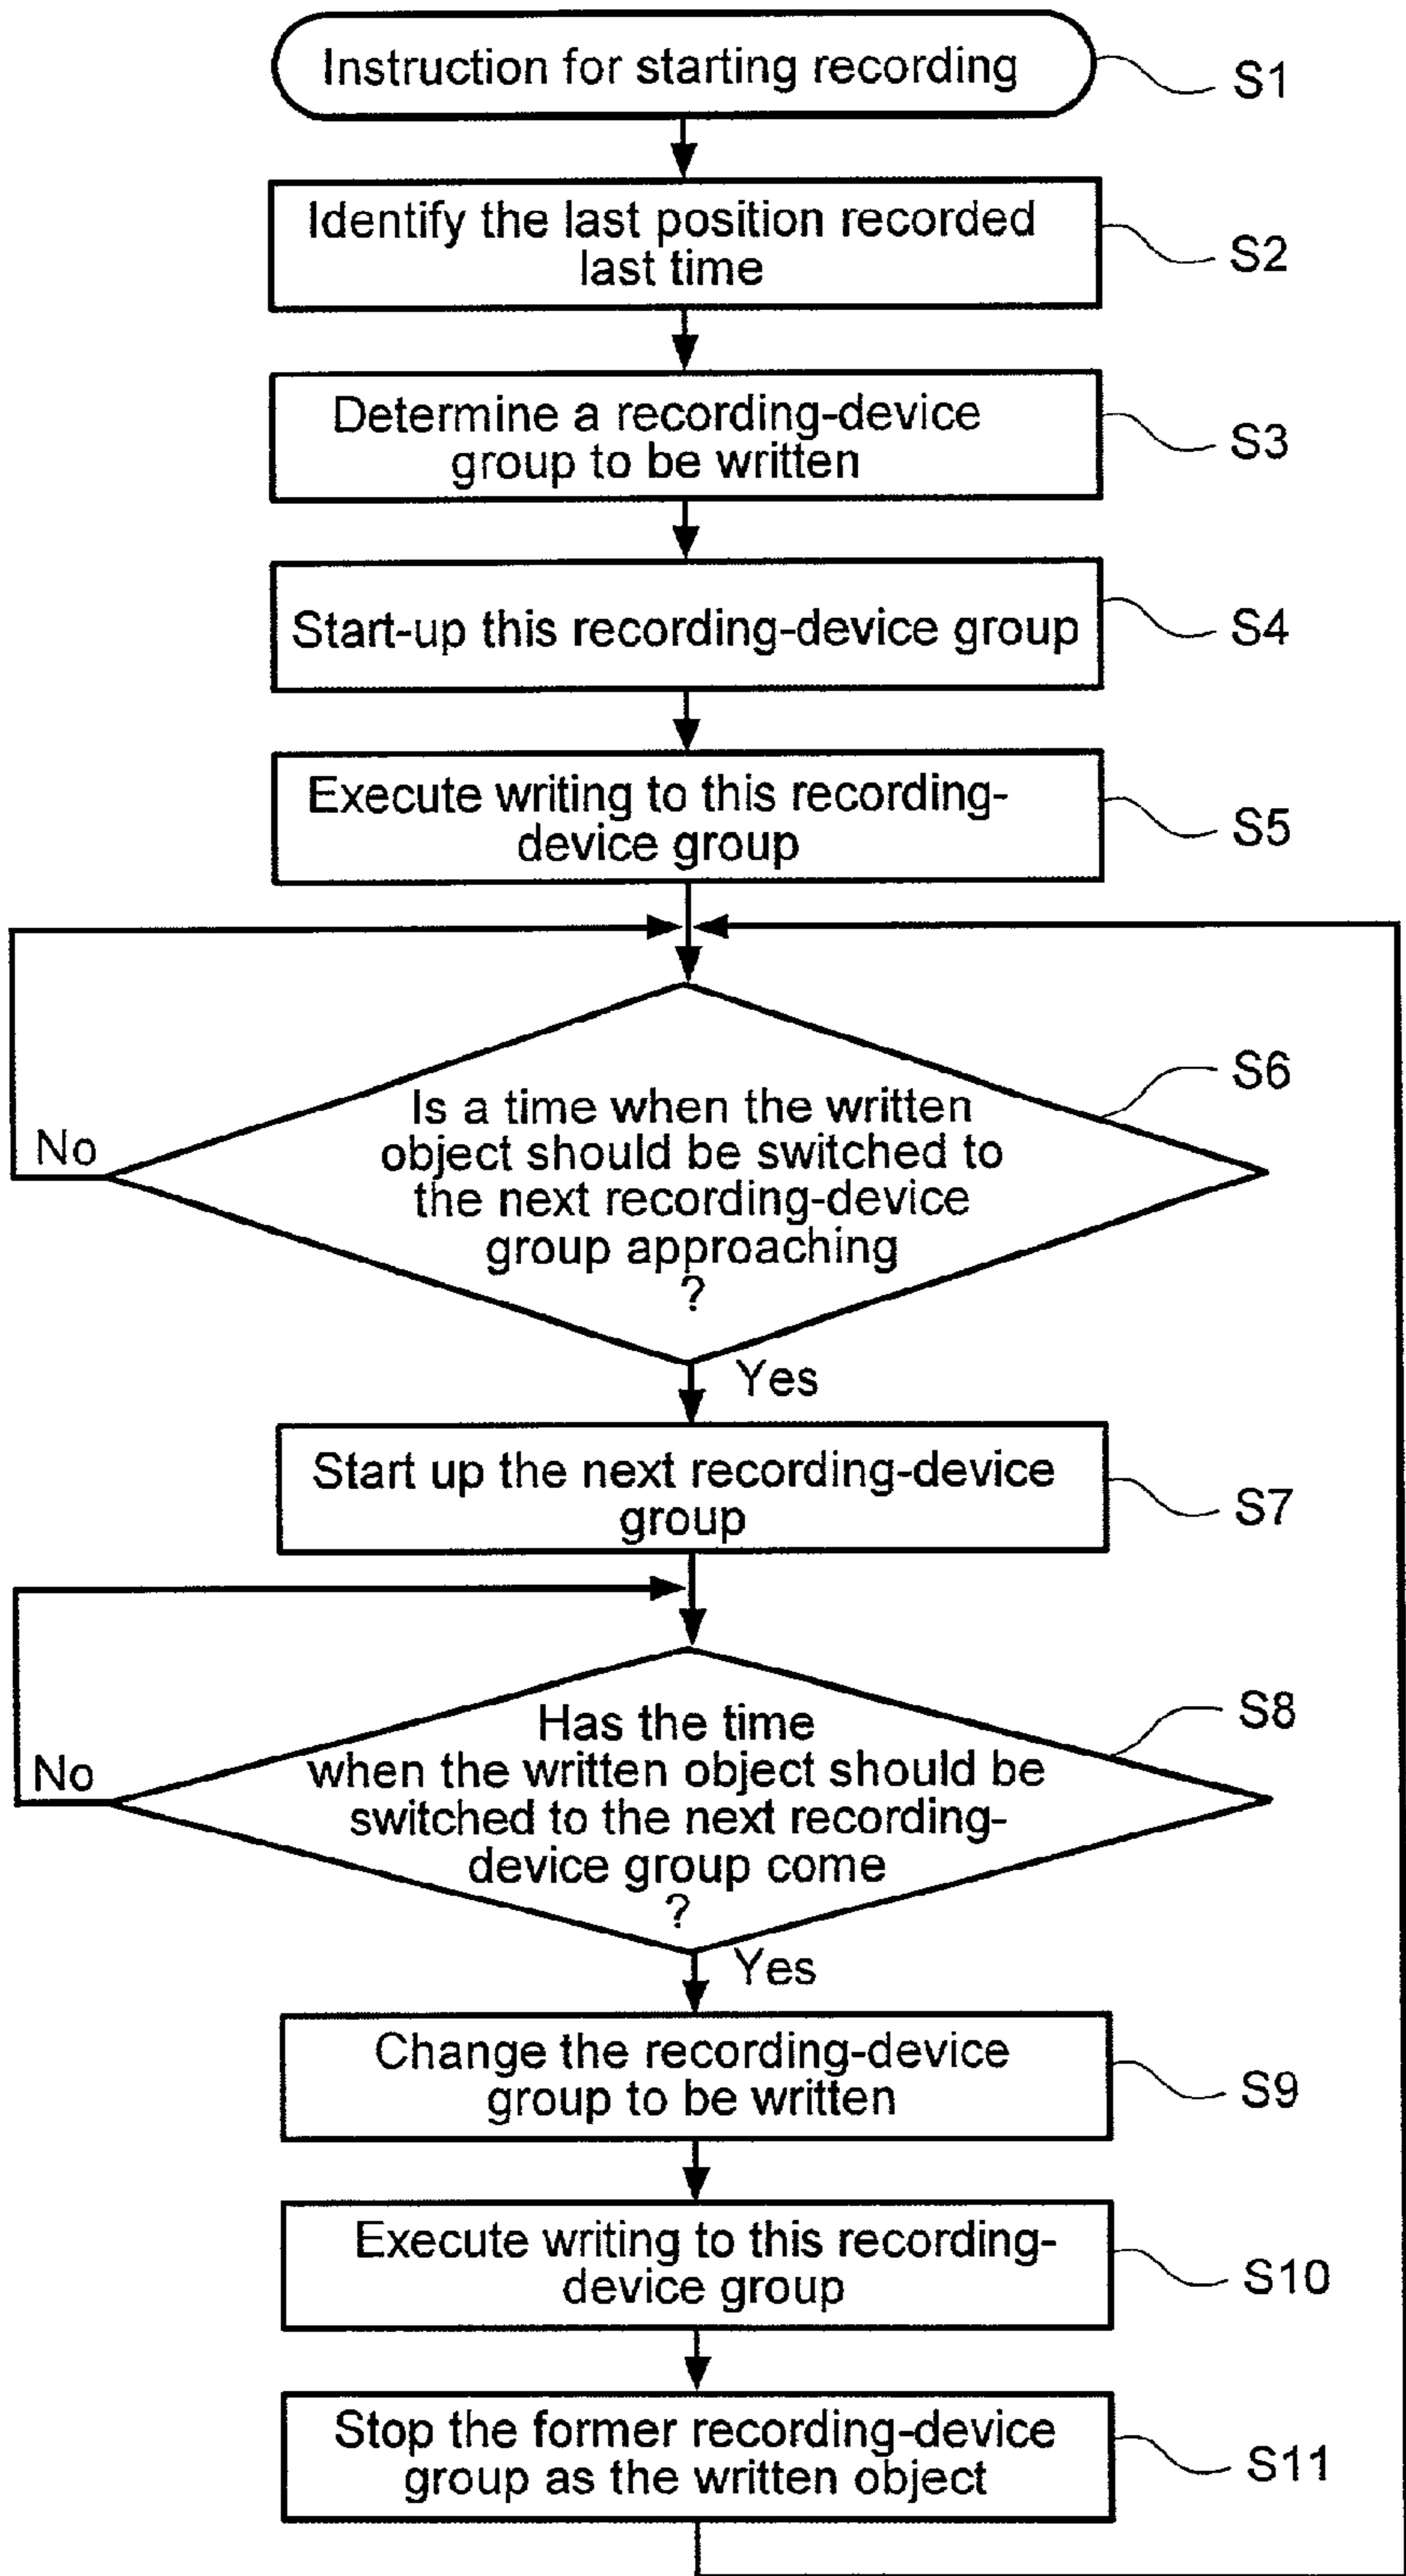 Instruction for starting recording
S1
Identify the last position recorded
last time
S2
Determine a recording-device
group to be written
S3
Start-up this recording-device group
S4
Execute writing to this recording-
device group
S5
Is a time when the written
object should be switched to
the next recording-device
group approaching
?
S6
No
Yes
Start up the next recording-device
group
S7
Has the time
when the written object should be
switched to the next recording-
device group come
?
S8
No
Yes
Change the recording-device
group to be written
S9
Execute writing to this recording-
device group
S10
Stop the former recording-device
group as the written object
S11